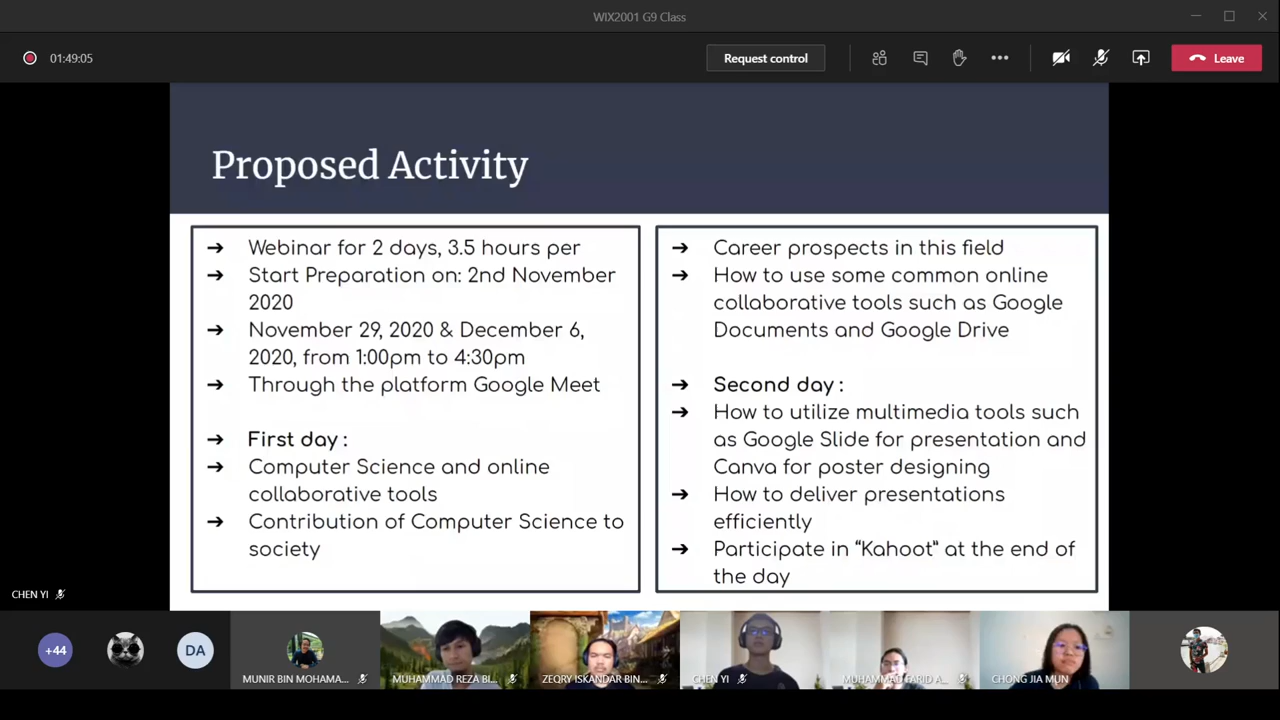 WIX2001 G9 Class
01:49:05
Request control
Leave
Proposed Activity
➔ Webinar for 2 days, 3.5 hours per
➔ Start Preparation on: 2nd November
2020
➔ November 29, 2020 & December 6,
2020, from 1:00pm to 4:30pm
➔ Through the platform Google Meet
➔ First day :
➔ Computer Science and online
collaborative tools
➔ Contribution of Computer Science to
society
➔ Career prospects in this field
➔ How to use some common online
collaborative tools such as Google
Documents and Google Drive
➔ Second day :
➔ How to utilize multimedia tools such
as Google Slide for presentation and
Canva for poster designing
➔ How to deliver presentations
efficiently
➔ Participate in “Kahoot” at the end of
the day
CHEN YI
+44
DA
MUNIR BIN MOHAMA...
MUHAMMAD REZA BI...
ZEQRY ISKANDAR BIN...
CHEN YI
MUHAMMAD FARID A...
CHONG JIA MUN